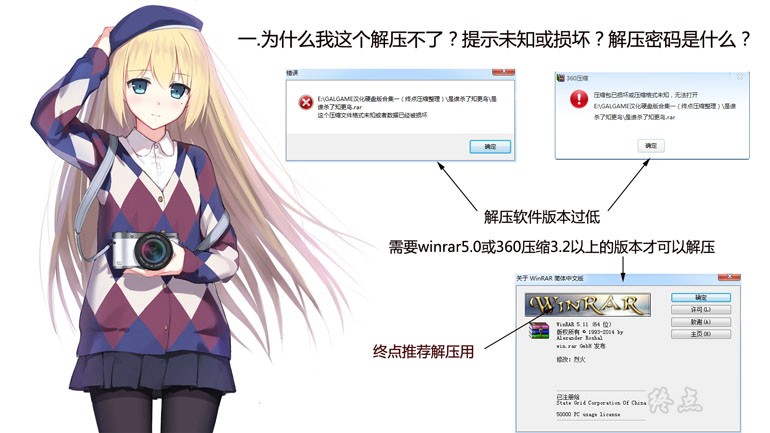 一.为什么我这个解压不了？提示未知或损坏？解压密码是什么？
错误
E:\GALGAME汉化硬盘版合集一（终点压缩整理）\是谁杀了知更鸟\是
谁杀了知更鸟.rar
这个压缩文件格式未知或者数据已经被损坏
确定
360压缩
压缩包已损坏或压缩格式未知，无法打开
E:\GALGAME汉化硬盘版合集一（终点压缩整理）\是谁
杀了知更鸟\是谁杀了知更鸟.rar
确定
解压软件版本过低
需要winrar5.0或360压缩3.2以上的版本才可以解压
关于 WinRAR 简体中文版
WINRAR
确定
许可(L)
致谢(A)
主页(H)
WinRAR 5.11 (64 位)
版权所有 © 1993-2014 by
Alexander Roshal
win.rar GmbH 发布
修改: 烈火
终点推荐解压用
已注册给
State Grid Corporation Of China
50000 PC usage license
终点